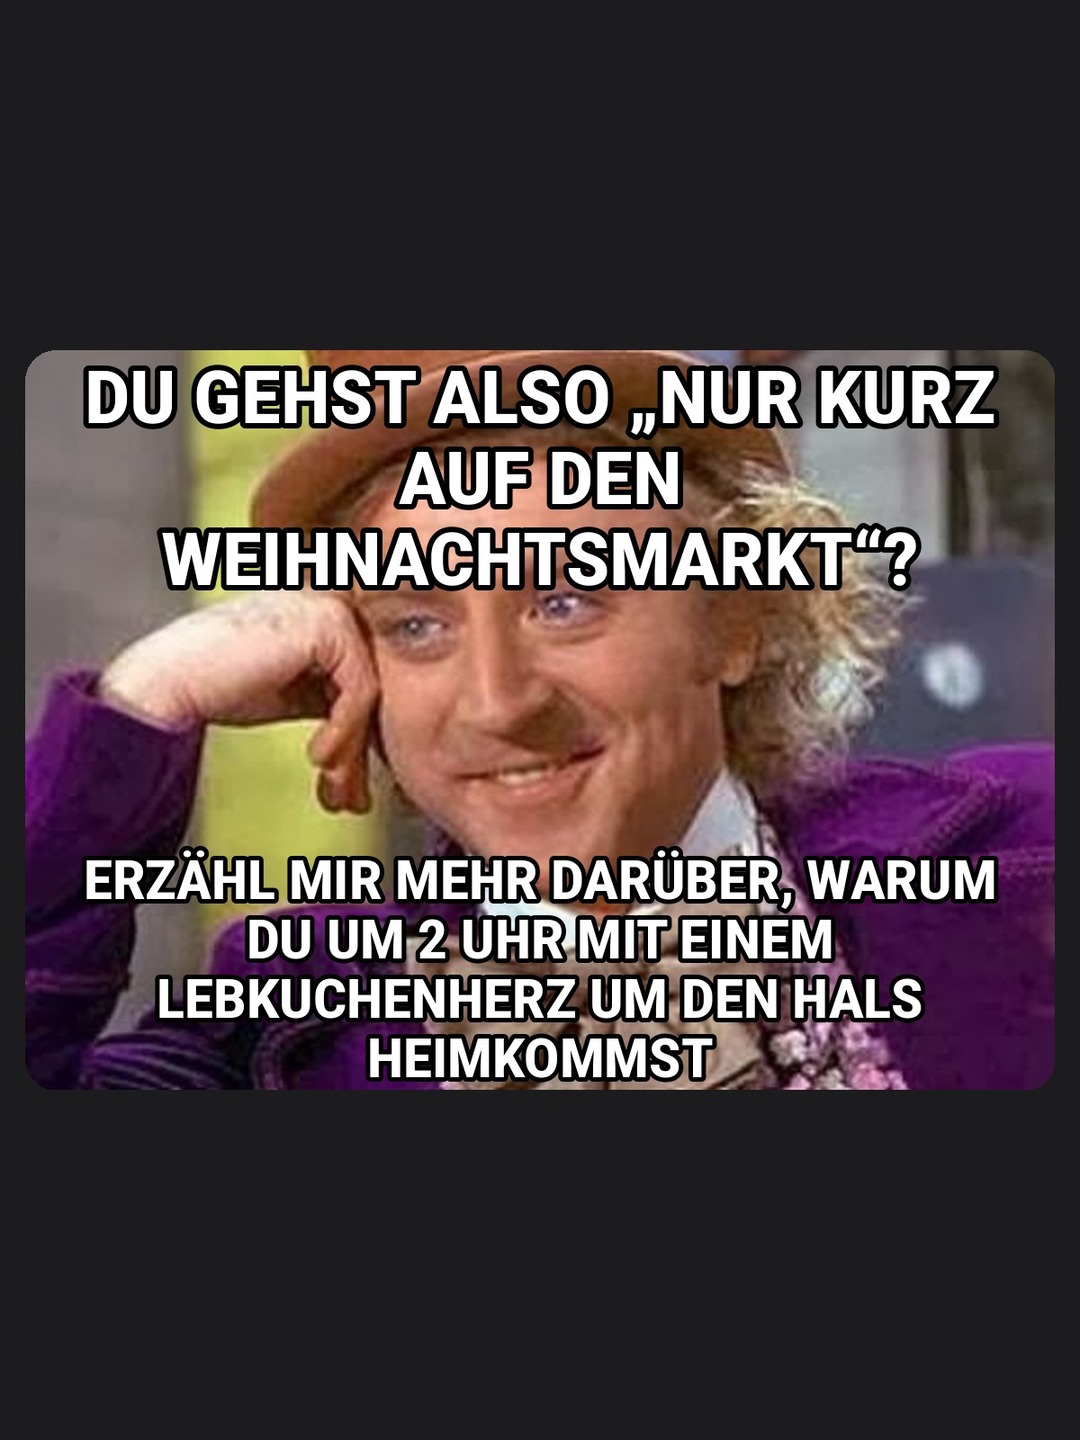 DU GEHST ALSO „NUR KURZ
AUF DEN
WEIHNACHTSMARKT“?
ERZÄHL MIR MEHR DARÜBER, WARUM
DU UM 2 UHR MIT EINEM
LEBKUCHENHERZ UM DEN HALS
HEIMKOMMST